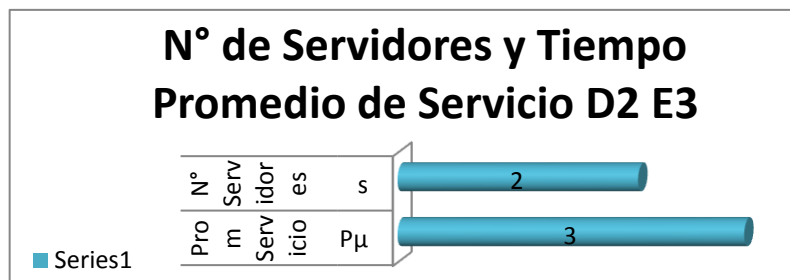 N° de Servidores y Tiempo
Promedio de Servicio D2 E3
N°
Serv
idor
es
s
2
Pro
m
Serv
icio
Pµ
3
Series1